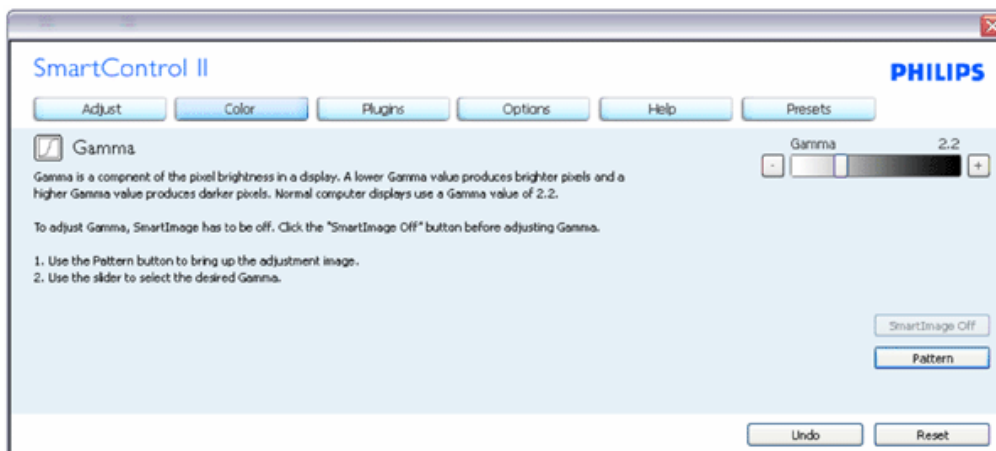 SmartControl II
PHILIPS
Adjust Color Plugins Options Help Presets
Gamma
Gamma 2.2
- +
Gamma is a compnent of the pixel brightness in a display. A lower Gamma value produces brighter pixels and a
higher Gamma value produces darker pixels. Normal computer displays use a Gamma value of 2.2.
To adjust Gamma, SmartImage has to be off. Click the "SmartImage Off" button before adjusting Gamma.
1. Use the Pattern button to bring up the adjustment image.
2. Use the slider to select the desired Gamma.
SmartImage Off
Pattern
Undo Reset